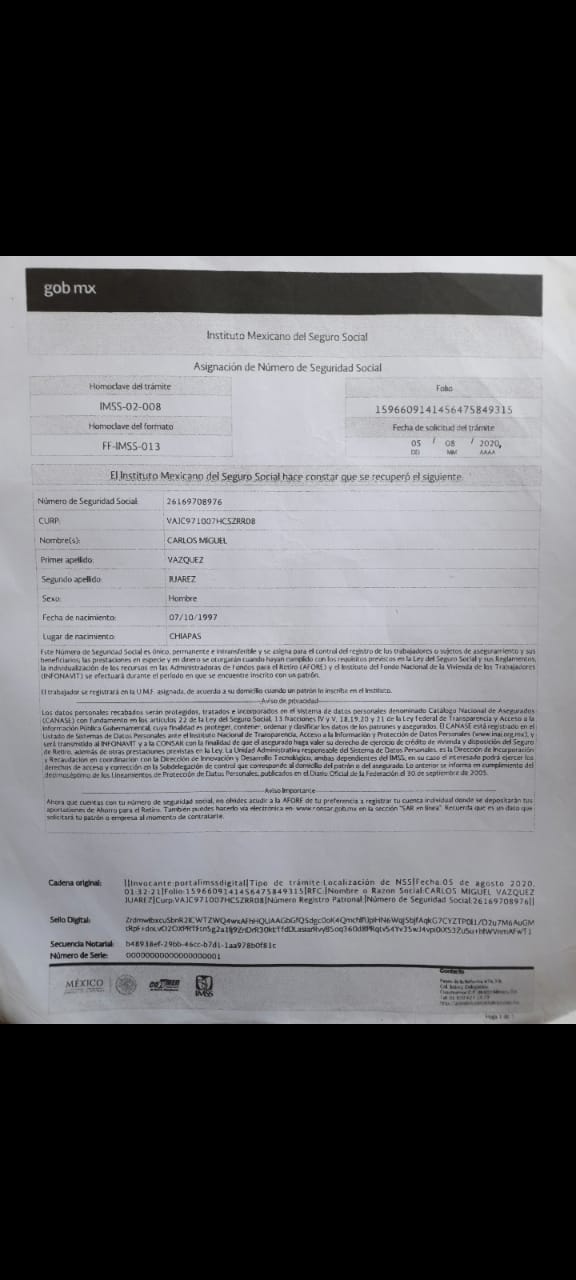 gob mx
Instituto Mexicano del Seguro Social
Asignación de Número de Seguridad Social
Homoclave del trámite
IMSS-02-008
Homoclave del formato
FF-IMSS-013
Folio
1596609141456475849315
Fecha de solicitud del trámite
05 / 08 / 2020,
DD MM AAAA
El Instituto Mexicano del Seguro Social hace constar que se recuperó el siguiente:
Número de Seguridad Social: 26169708976
CURP: VAJC971007HCSZRR08
Nombre(s): CARLOS MIGUEL
Primer apellido: VAZQUEZ
Segundo apellido: JUAREZ
Sexo: Hombre
Fecha de nacimiento: 07/10/1997
Lugar de nacimiento: CHIAPAS
Este Número de Seguridad Social es único, permanente e intransferible y se asigna para el control del registro de los trabajadores o sujetos de aseguramiento y sus
beneficiarios; las prestaciones en especie y en dinero se otorgarán cuando hayan cumplido con los requisitos previstos en la Ley del Seguro Social y sus Reglamentos,
la individualización de los recursos en las Administradoras de Fondos para el Retiro (AFORE) y el Instituto del Fondo Nacional de la Vivienda de los Trabajadores
(INFONAVIT) se efectuará durante el periodo en que se encuentre inscrito con un patrón.
El trabajador se registrará en la U.M.F. asignada, de acuerdo a su domicilio cuando un patrón lo inscriba en el Instituto.
Aviso de privacidad
Los datos personales recabados serán protegidos, tratados e incorporados en el sistema de datos personales denominado Catálogo Nacional de Asegurados
(CANASE) con fundamento en los artículos 22 de la Ley del Seguro Social, 13 fracciones IV y V, 18,19,20 y 21 de la Ley Federal de Transparencia y Acceso a la
Información Pública Gubernamental, cuya finalidad es proteger, contener, ordenar y clasificar los datos de los patrones y asegurados. El CANASE está registrado en el
Listado de Sistemas de Datos Personales ante el Instituto Nacional de Transparencia, Acceso a la Información y Protección de Datos Personales (www.inai.org.mx), y
será transmitido al INFONAVIT y a la CONSAR con la finalidad de que el asegurado haga valer su derecho de ejercicio de crédito de vivienda y disposición del Seguro
de Retiro, además de otras prestaciones previstas en la Ley. La Unidad Administrativa responsable del Sistema de Datos Personales, es la Dirección de Incorporación
y Recaudación en coordinación con la Dirección de Innovación y Desarrollo Tecnológico, ambas dependientes del IMSS, en su caso el interesado podrá ejercer los
derechos de acceso y corrección en la Subdelegación de control que corresponde al domicilio del patrón o del asegurado. Lo anterior se informa en cumplimiento del
decimoséptimo de los Lineamientos de Protección de Datos Personales, publicados en el Diario Oficial de la Federación el 30 de septiembre de 2005.
Aviso Importante
Ahora que cuentas con tu número de seguridad social, no olvides acudir a la AFORE de tu preferencia a registrar tu cuenta individual donde se depositarán tus
aportaciones de Ahorro para el Retiro. También puedes hacerlo vía electrónica en: www.consar.gob.mx en la sección "SAR en línea". Recuerda que es un dato que
solicitará tu patrón o empresa al momento de contratarte.
Cadena original: ||Invocante:portalimssdigital|Tipo de trámite:Localización de NSS|Fecha:05 de agosto 2020,
01:32:21|Folio:1596609141456475849315|RFC:|Nombre o Razon Social:CARLOS MIGUEL VAZQUEZ
JUAREZ|Curp:VAJC971007HCSZRR08|Número Registro Patronal:|Número de Seguridad Social:26169708976||
Sello Digital:
Secuencia Notarial:
Número de Serie: 00000000000000000001
MÉXICO
IMSS
Contacto